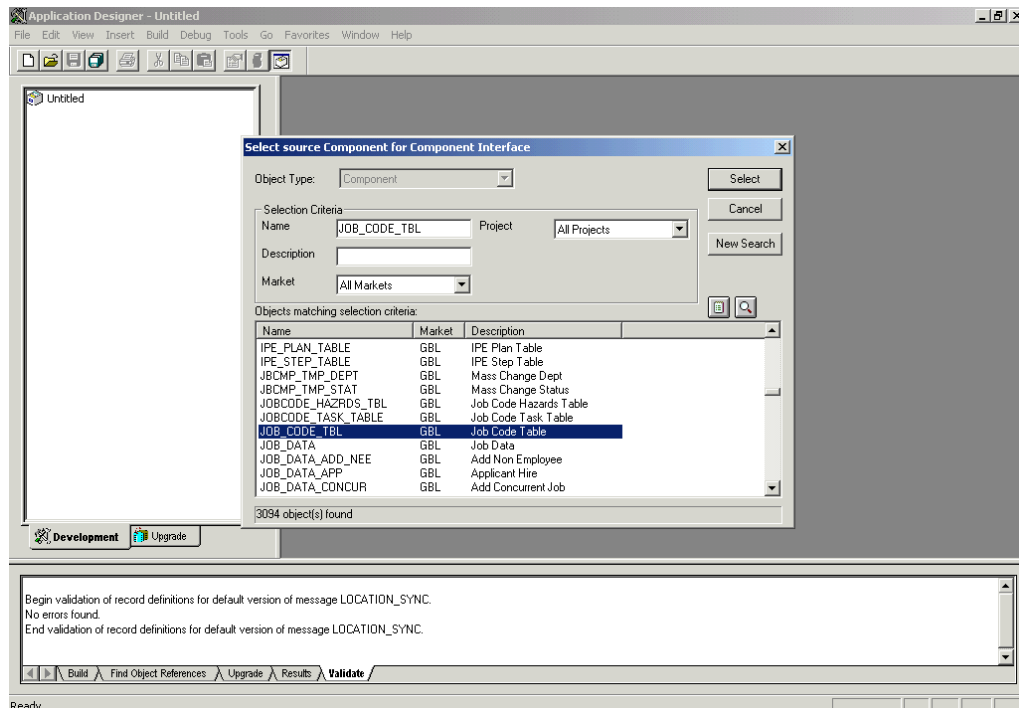 Application Designer - Untitled
File Edit View Insert Build Debug Tools Go Favorites Window Help
Untitled
Select source Component for Component Interface
Object Type: Component
Select
Selection Criteria
Cancel
Name JOB_CODE_TBL Project All Projects
New Search
Description
Market All Markets
Objects matching selection criteria:
Name Market Description
IPE_PLAN_TABLE GBL IPE Plan Table
IPE_STEP_TABLE GBL IPE Step Table
JBCMP_TMP_DEPT GBL Mass Change Dept
JBCMP_TMP_STAT GBL Mass Change Status
JOBCODE_HAZRDS_TBL GBL Job Code Hazards Table
JOBCODE_TASK_TABLE GBL Job Code Task Table
JOB_CODE_TBL GBL Job Code Table
JOB_DATA GBL Job Data
JOB_DATA_ADD_NEE GBL Add Non Employee
JOB_DATA_APP GBL Applicant Hire
JOB_DATA_CONCUR GBL Add Concurrent Job
3094 object(s) found
Development Upgrade
Begin validation of record definitions for default version of message LOCATION_SYNC.
No errors found.
End validation of record definitions for default version of message LOCATION_SYNC.
Build Find Object References Upgrade Results Validate
Ready